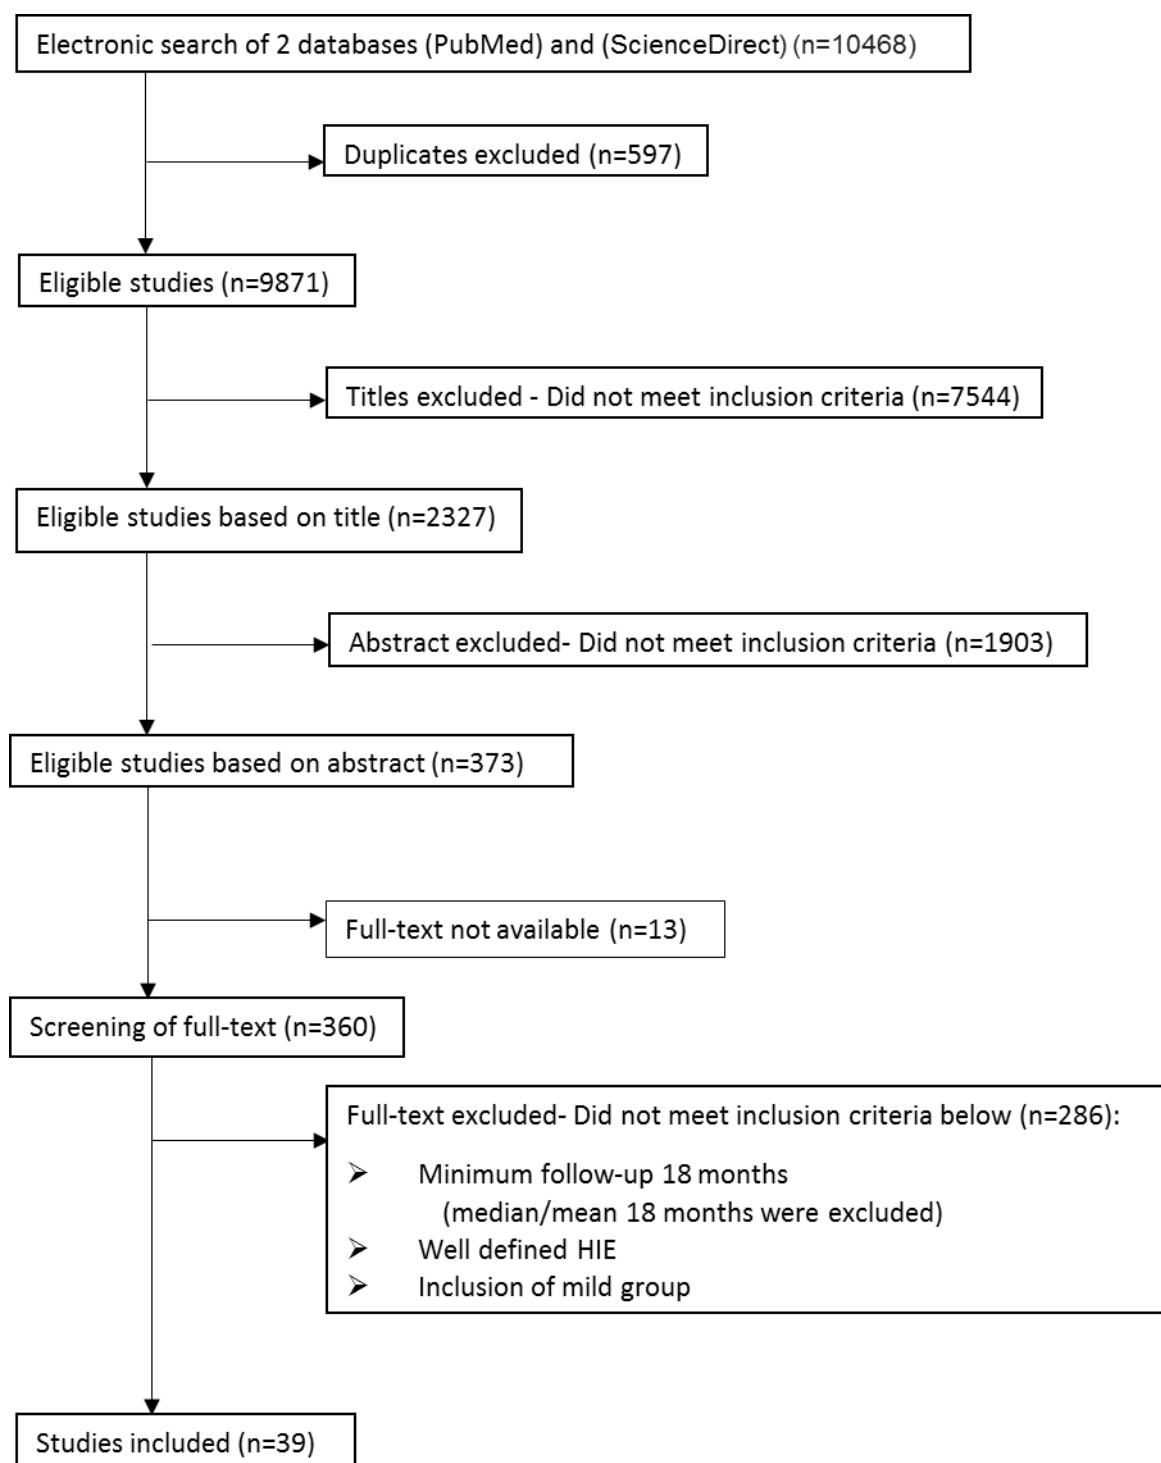 Electronic search of 2 databases (PubMed) and (ScienceDirect) (n=10468)
Duplicates excluded (n=597)
Eligible studies (n=9871)
Titles excluded - Did not meet inclusion criteria (n=7544)
Eligible studies based on title (n=2327)
Abstract excluded- Did not meet inclusion criteria (n=1903)
Eligible studies based on abstract (n=373)
Full-text not available (n=13)
Screening of full-text (n=360)
Full-text excluded- Did not meet inclusion criteria below (n=286):
➢ Minimum follow-up 18 months
(median/mean 18 months were excluded)
➢ Well defined HIE
➢ Inclusion of mild group
Studies included (n=39)